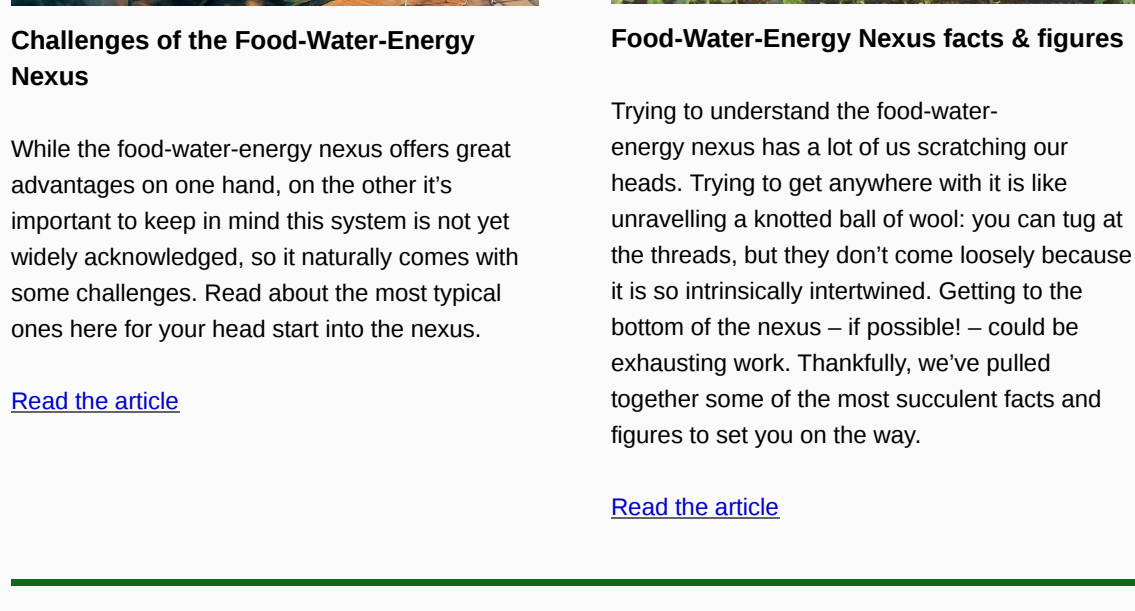 Challenges of the Food-Water-Energy
Nexus
While the food-water-energy nexus offers great
advantages on one hand, on the other it’s
important to keep in mind this system is not yet
widely acknowledged, so it naturally comes with
some challenges. Read about the most typical
ones here for your head start into the nexus.
Read the article
Food-Water-Energy Nexus facts & figures
Trying to understand the food-water-
energy nexus has a lot of us scratching our
heads. Trying to get anywhere with it is like
unravelling a knotted ball of wool: you can tug at
the threads, but they don’t come loosely because
it is so intrinsically intertwined. Getting to the
bottom of the nexus – if possible! – could be
exhausting work. Thankfully, we’ve pulled
together some of the most succulent facts and
figures to set you on the way.
Read the article